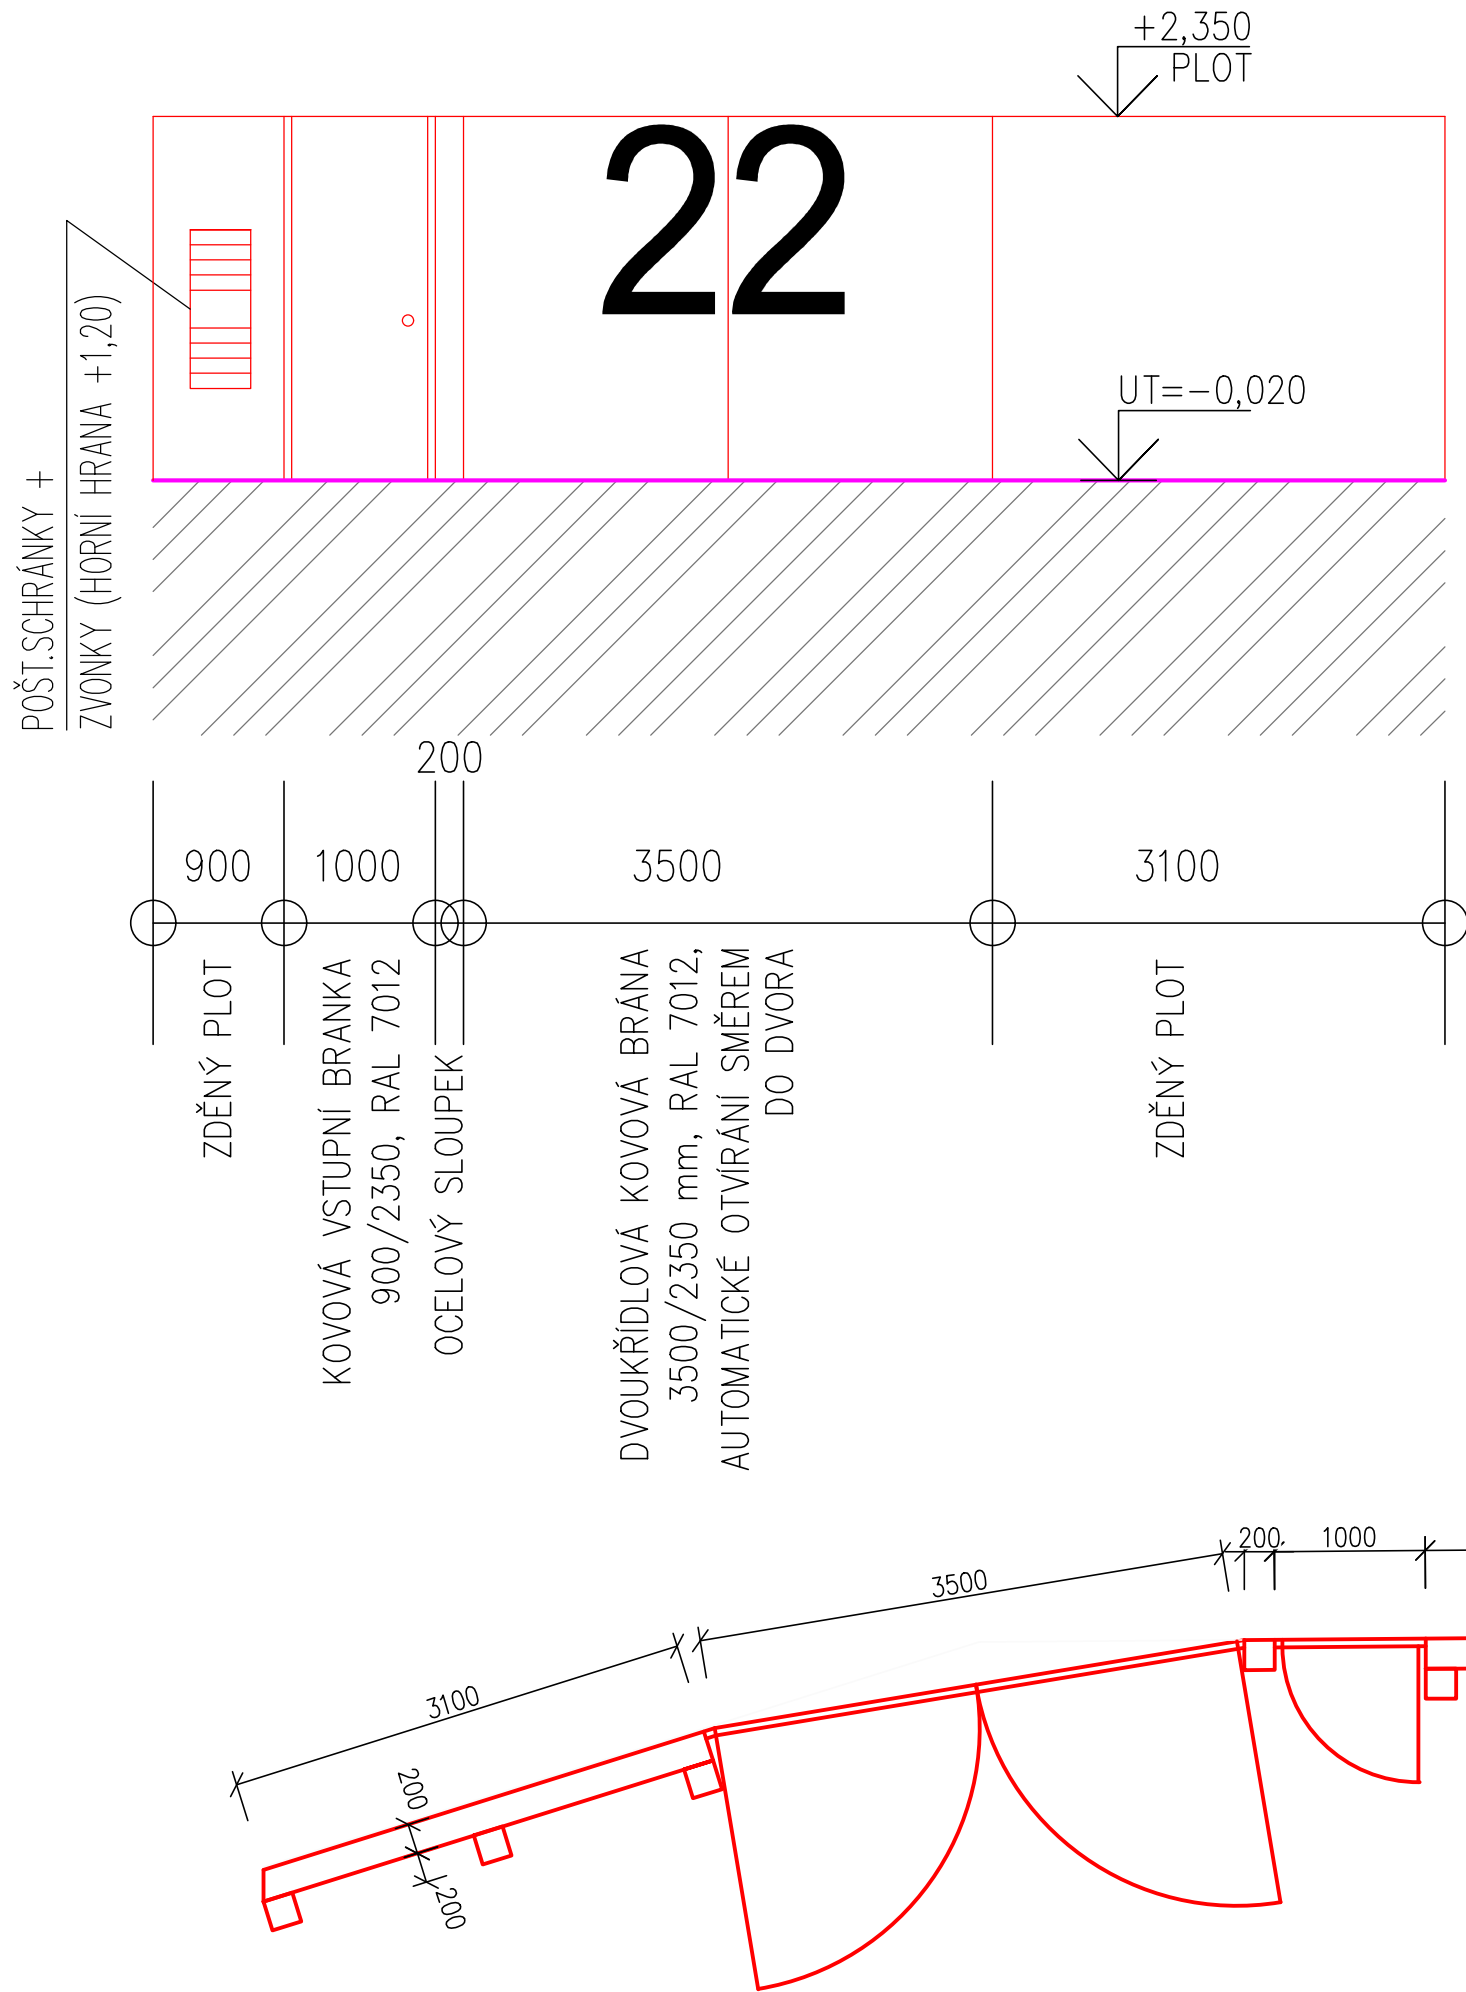 +2,350
PLOT
22
UT=-0,020
POŠT.SCHRÁNKY +
ZVONKY (HORNÍ HRANA +1,20)
200
900
1000
3500
3100
ZDĚNÝ PLOT
KOVOVÁ VSTUPNÍ BRANKA
900/2350, RAL 7012
OCELOVÝ SLOUPEK
DVOUKŘÍDLOVÁ KOVOVÁ BRÁNA
3500/2350 mm, RAL 7012,
AUTOMATICKÉ OTVÍRÁNÍ SMĚREM
DO DVORA
ZDĚNÝ PLOT
200
1000
3500
3100
200
200